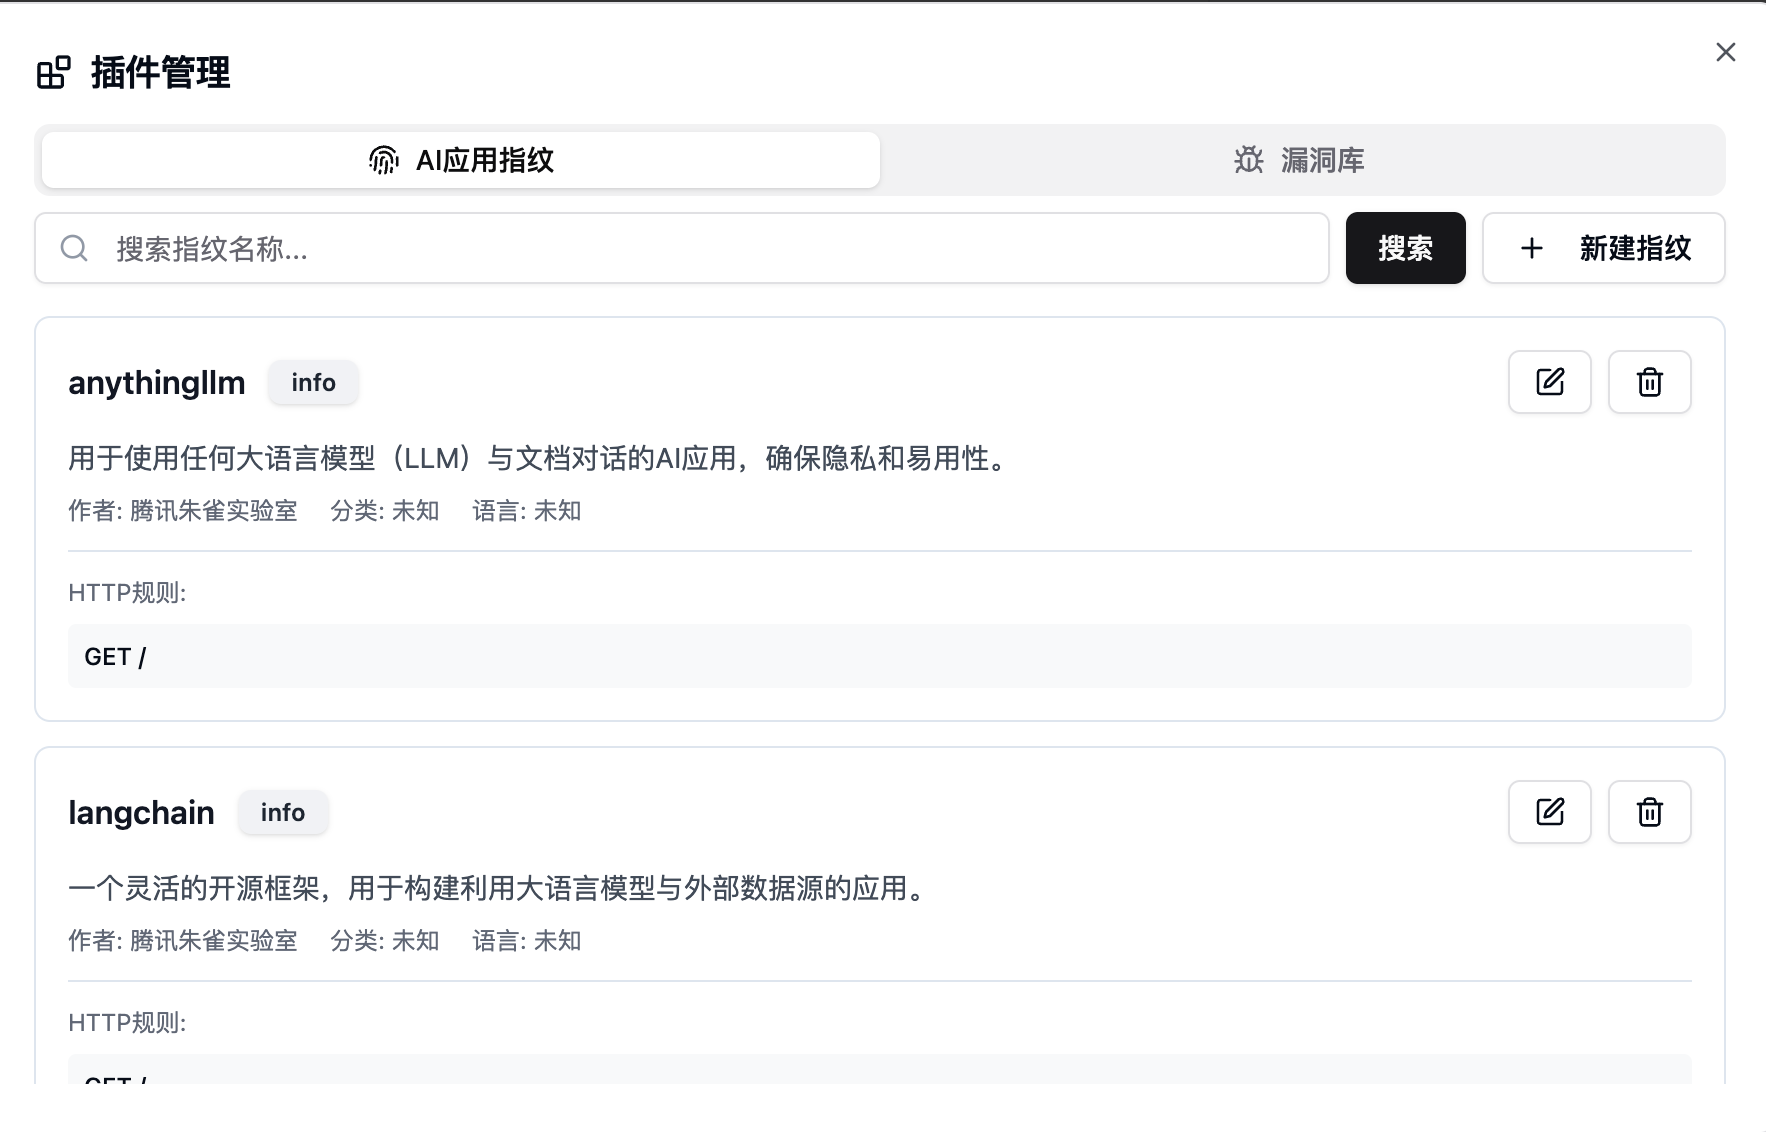 插件管理
AI应用指纹
漏洞库
搜索指纹名称...
搜索
新建指纹
anythingllm
info
用于使用任何大语言模型（LLM）与文档对话的AI应用，确保隐私和易用性。
作者: 腾讯朱雀实验室 分类: 未知 语言: 未知
HTTP规则:
GET /
langchain
info
一个灵活的开源框架，用于构建利用大语言模型与外部数据源的应用。
作者: 腾讯朱雀实验室 分类: 未知 语言: 未知
HTTP规则:
GET /